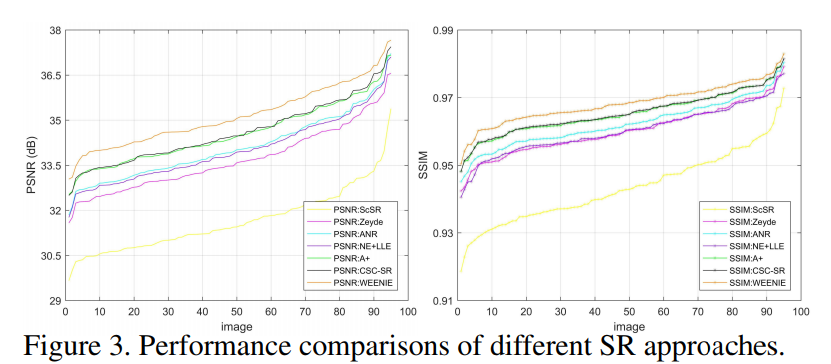 38
36.5
35
33.5
32
30.5
29
PSNR (dB)
0 10 20 30 40 50 60 70 80 90 100
image
PSNR:ScSR
PSNR:Zeyde
PSNR:ANR
PSNR:NE+LLE
PSNR:A+
PSNR:CSC-SR
PSNR:WEENIE
0.99
0.97
0.95
0.93
0.91
SSIM
0 10 20 30 40 50 60 70 80 90 100
image
SSIM:ScSR
SSIM:Zeyde
SSIM:ANR
SSIM:NE+LLE
SSIM:A+
SSIM:CSC-SR
SSIM:WEENIE
Figure 3. Performance comparisons of different SR approaches.